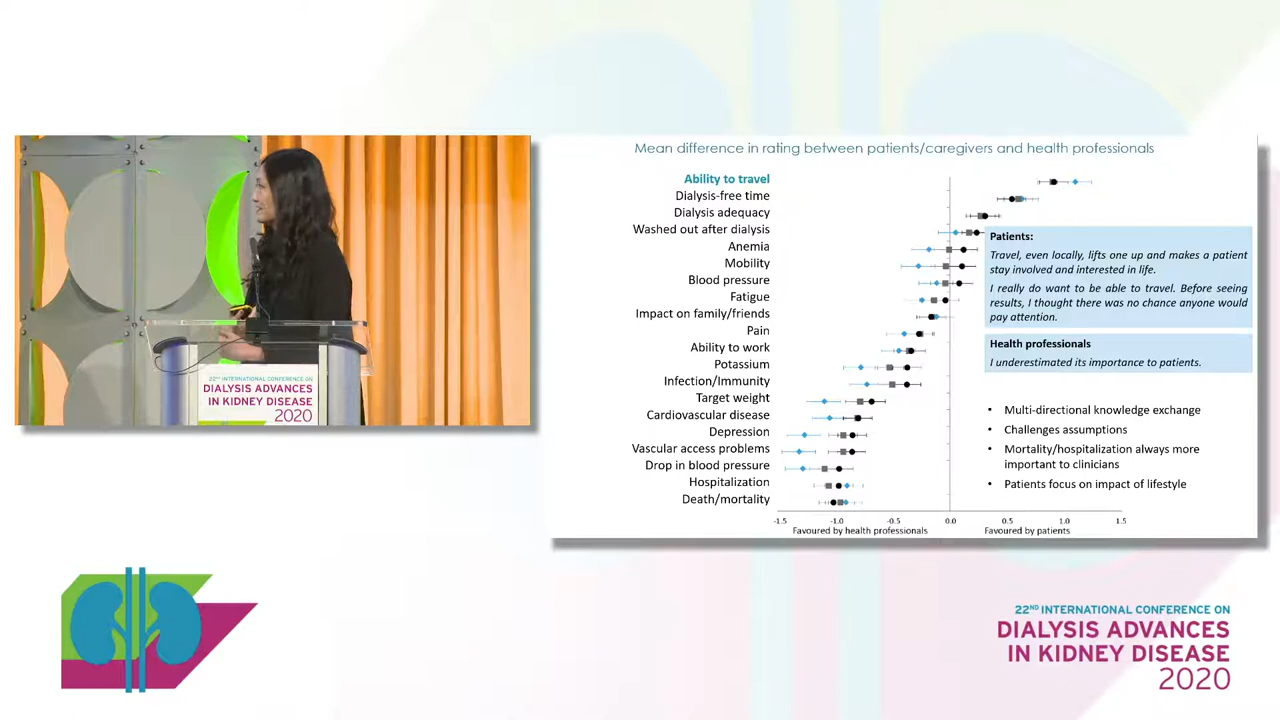 Mean difference in rating between patients/caregivers and health professionals
Ability to travel
Dialysis-free time
Dialysis adequacy
Washed out after dialysis
Anemia
Mobility
Blood pressure
Fatigue
Impact on family/friends
Pain
Ability to work
Potassium
Infection/Immunity
Target weight
Cardiovascular disease
Depression
Vascular access problems
Drop in blood pressure
Hospitalization
Death/mortality
-1.5 -1.0 -0.5 0.0 0.5 1.0 1.5
Favoured by health professionals Favoured by patients
Patients:
Travel, even locally, lifts one up and makes a patient
stay involved and interested in life.
I really do want to be able to travel. Before seeing
results, I thought there was no chance anyone would
pay attention.
Health professionals
I underestimated its importance to patients.
• Multi-directional knowledge exchange
• Challenges assumptions
• Mortality/hospitalization always more
important to clinicians
• Patients focus on impact of lifestyle
22ND INTERNATIONAL CONFERENCE ON
DIALYSIS ADVANCES
IN KIDNEY DISEASE
2020
22ND INTERNATIONAL CONFERENCE ON
DIALYSIS ADVANCES
IN KIDNEY DISEASE
2020